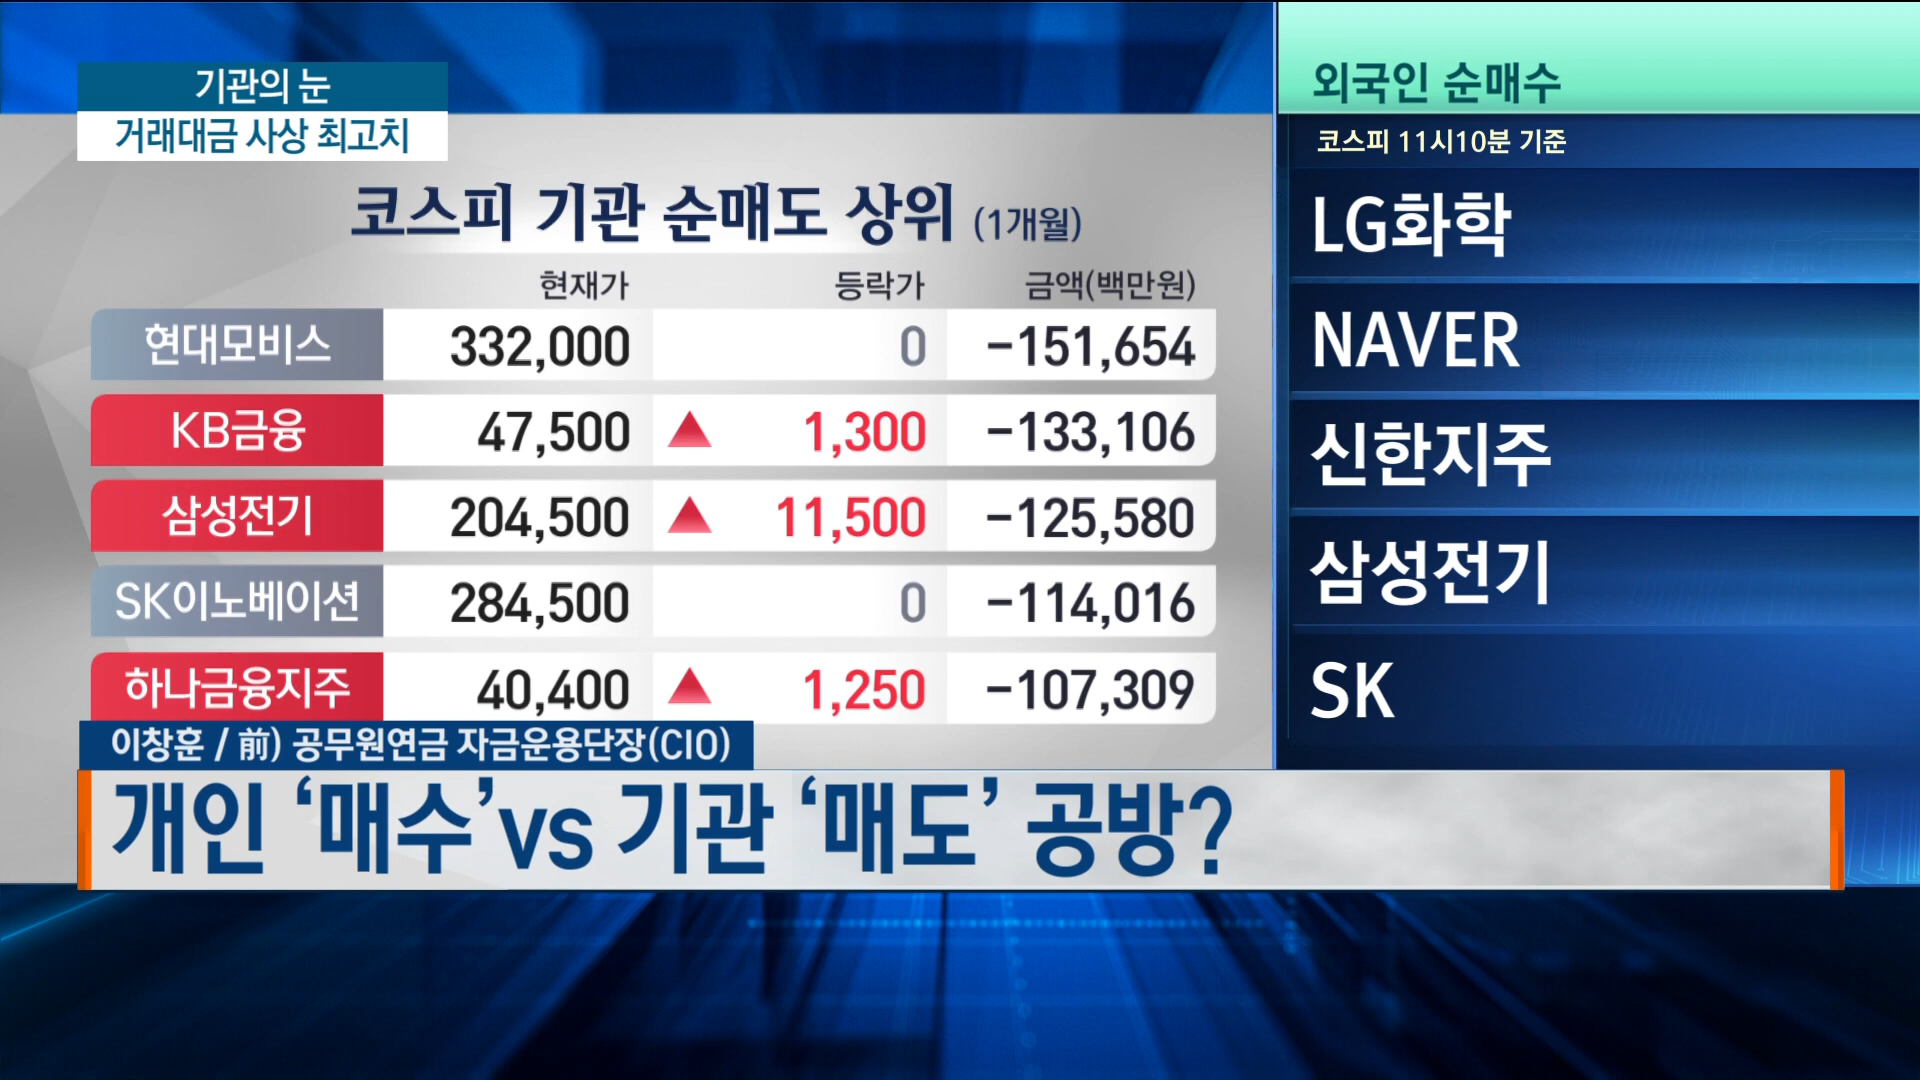 기관의 눈
거래대금 사상 최고치
코스피 기관 순매도 상위 (1개월)
현재가 등락가 금액(백만원)
현대모비스 332,000 0 -151,654
KB금융 47,500 ▲ 1,300 -133,106
삼성전기 204,500 ▲ 11,500 -125,580
SK이노베이션 284,500 0 -114,016
하나금융지주 40,400 ▲ 1,250 -107,309
외국인 순매수
코스피 11시10분 기준
LG화학
NAVER
신한지주
삼성전기
SK
이창훈 / 前) 공무원연금 자금운용단장(CIO)
개인 ‘매수’vs 기관 ‘매도’ 공방?